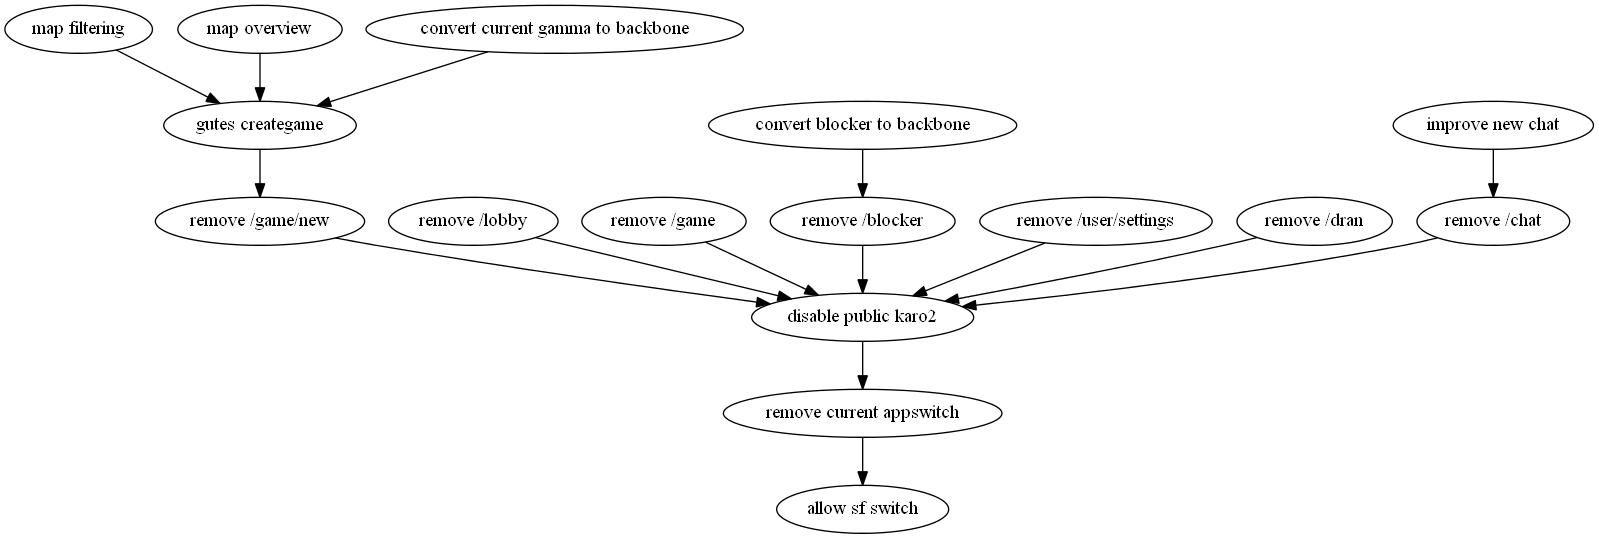 map filtering
map overview
convert current gamma to backbone
gutes creategame
convert blocker to backbone
improve new chat
remove /game/new
remove /lobby
remove /game
remove /blocker
remove /user/settings
remove /dran
remove /chat
disable public karo2
remove current appswitch
allow sf switch